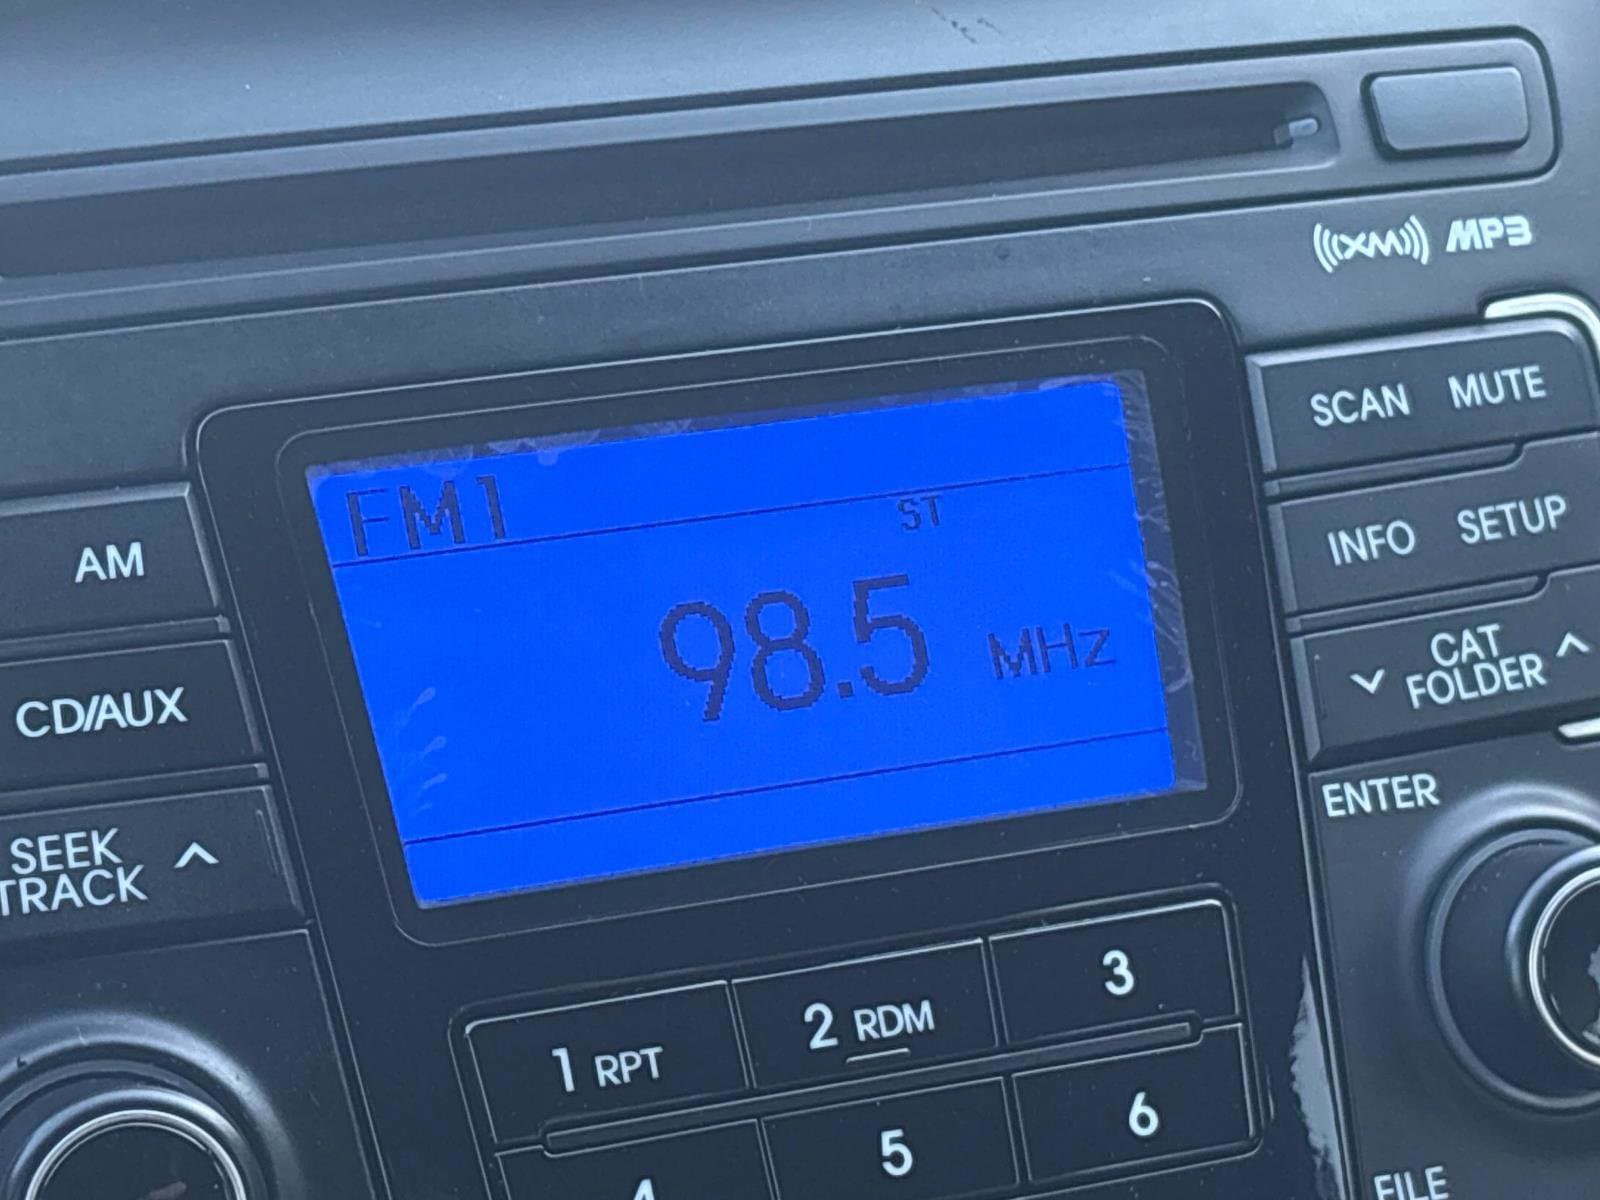 XM MP3
SCAN MUTE
FM1
ST
AM
INFO SETUP
98.5 MHz
CAT
FOLDER
CD/AUX
ENTER
SEEK
TRACK
1 RPT
2 RDM
3
4
5
6
FILE